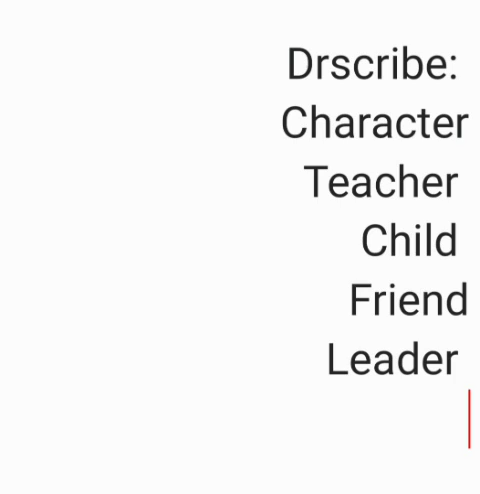 Drscribe:
Character
Teacher
Child
Friend
Leader